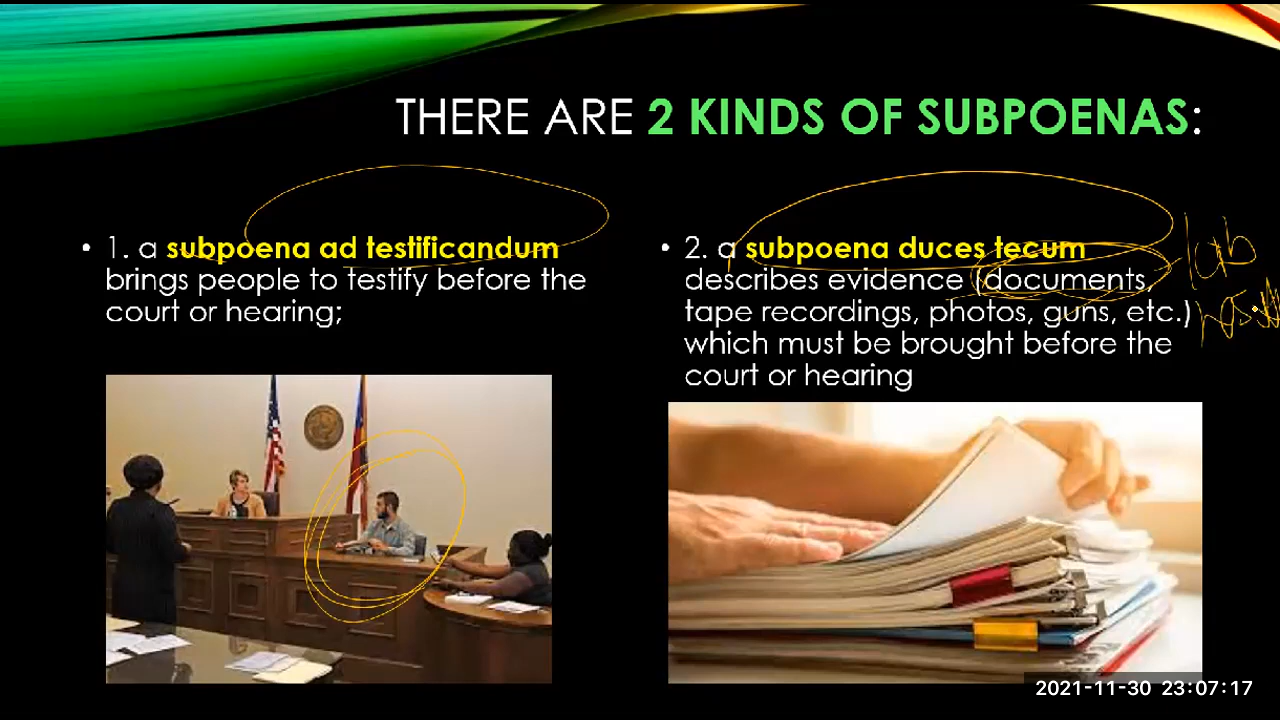 THERE ARE 2 KINDS OF SUBPOENAS:
• 1. a subpoena ad testificandum
brings people to testify before the
court or hearing;
• 2. a subpoena duces tecum
describes evidence (documents,
tape recordings, photos, guns, etc.)
which must be brought before the
court or hearing
lab
2021-11-30 23:07:17